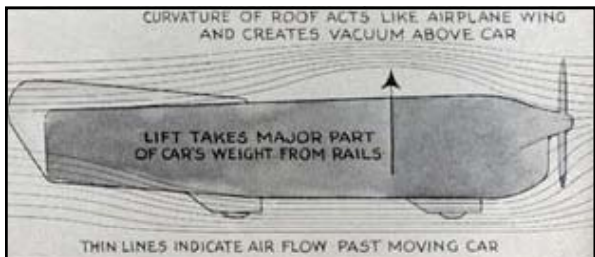 CURVATURE OF ROOF ACTS LIKE AIRPLANE WING
AND CREATES VACUUM ABOVE CAR
LIFT TAKES MAJOR PART
OF CAR'S WEIGHT FROM RAILS
THIN LINES INDICATE AIR FLOW PAST MOVING CAR